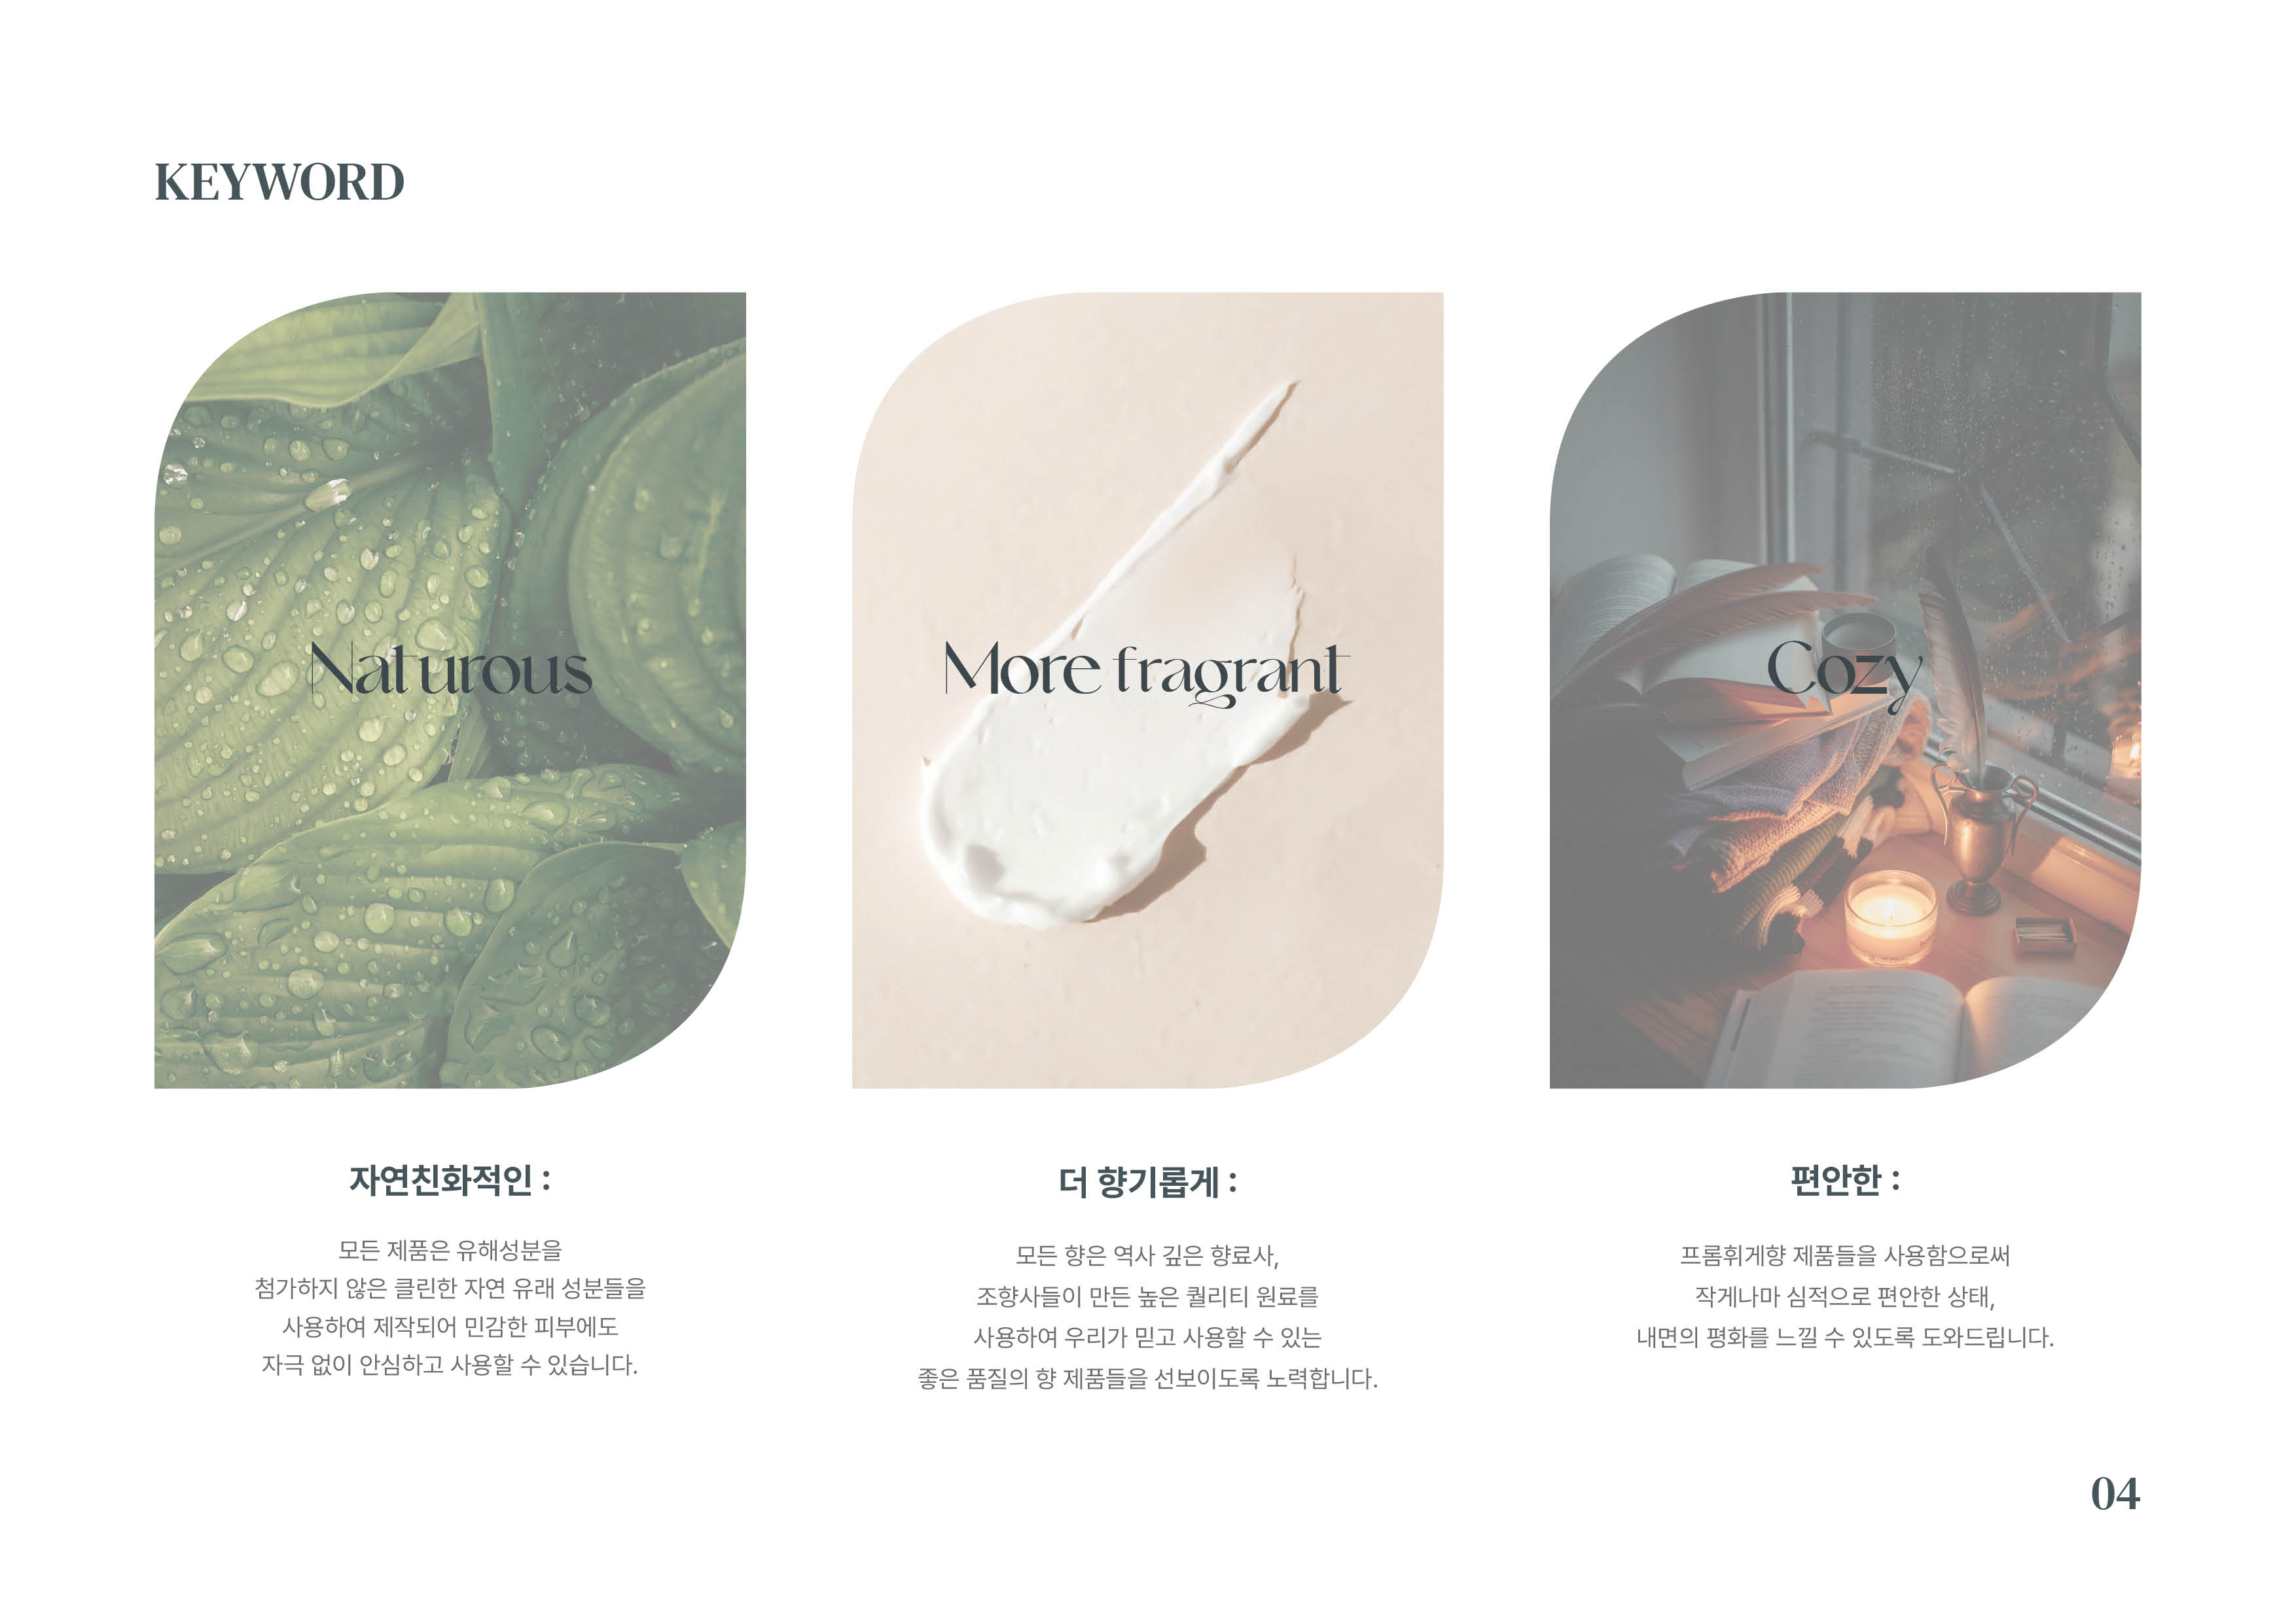 KEYWORD
Naturous
More fragrant
Cozy
자연친화적인 :
모든 제품은 유해성분을
첨가하지 않은 클린한 자연 유래 성분들을
사용하여 제작되어 민감한 피부에도
자극 없이 안심하고 사용할 수 있습니다.
더 향기롭게 :
모든 향은 역사 깊은 향료사,
조향사들이 만든 높은 퀄리티 원료를
사용하여 우리가 믿고 사용할 수 있는
좋은 품질의 향 제품들을 선보이도록 노력합니다.
편안한 :
프롬휘게향 제품들을 사용함으로써
작게나마 심적으로 편안한 상태,
내면의 평화를 느낄 수 있도록 도와드립니다.
04